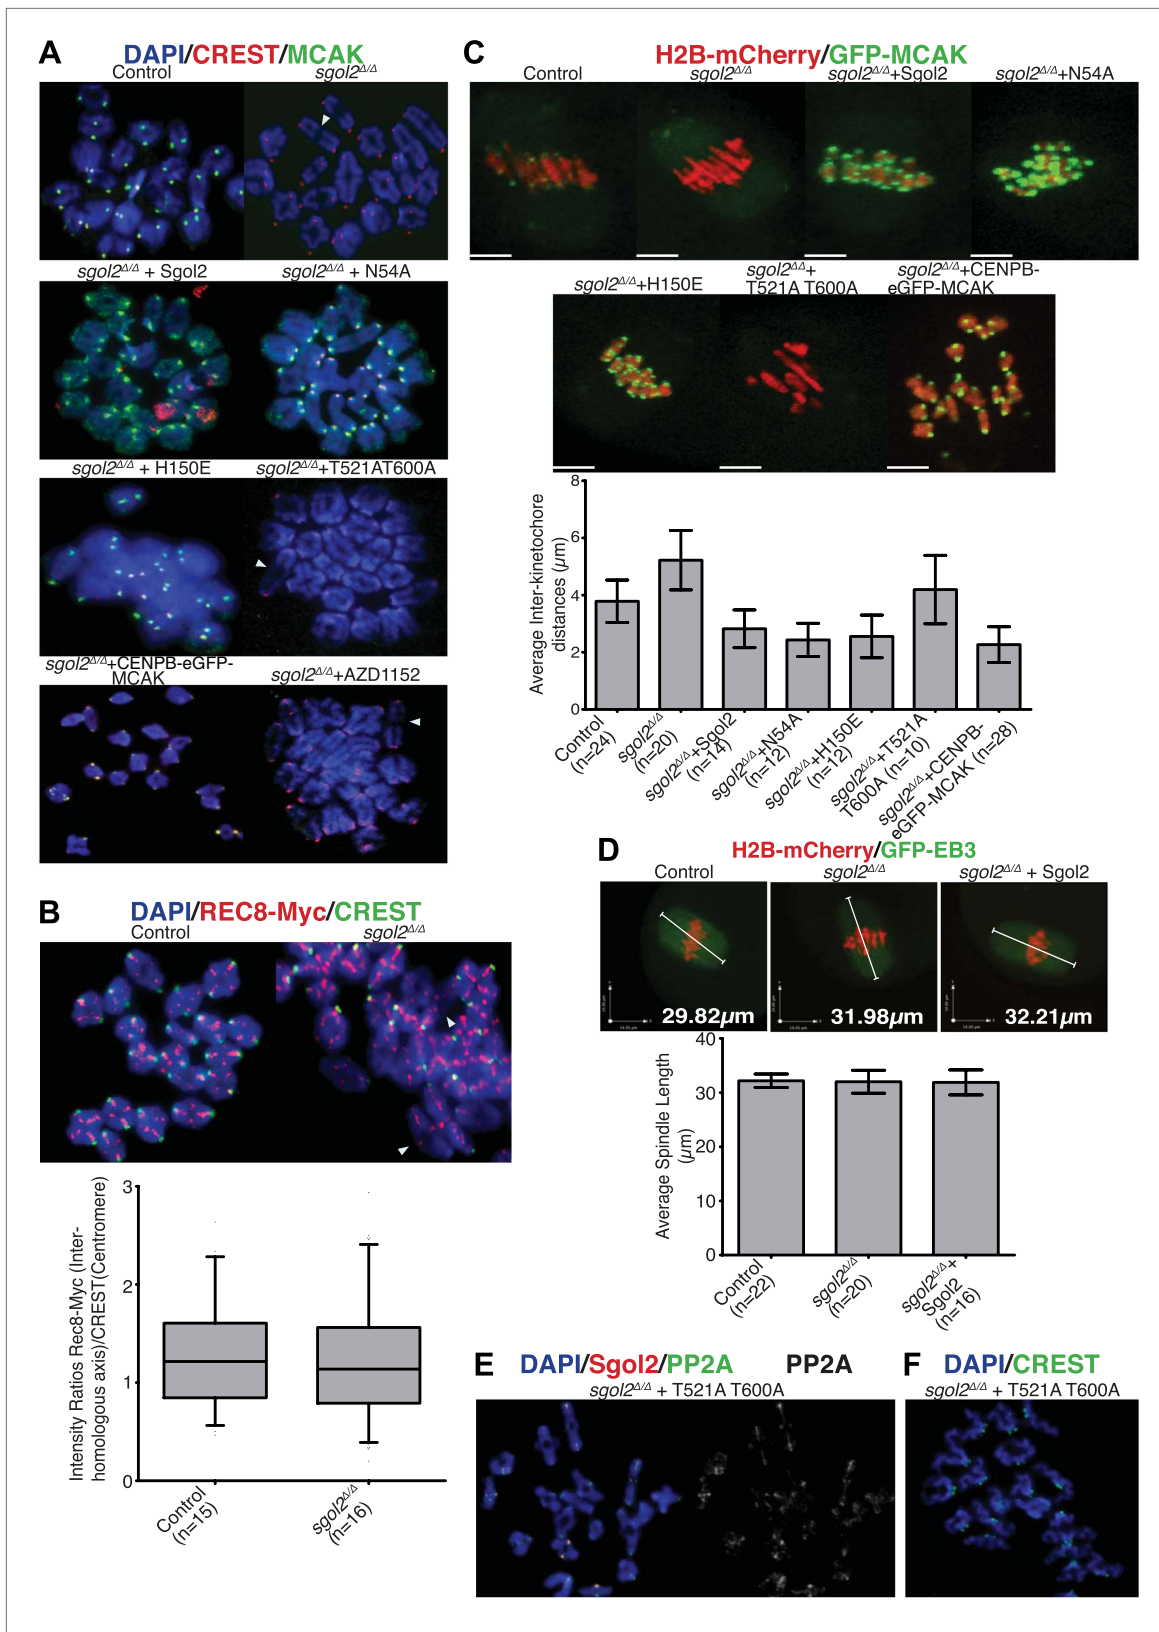 A
DAPI/CREST/MCAK
Control
sgol2Δ/Δ
sgol2Δ/Δ + Sgol2
sgol2Δ/Δ + N54A
sgol2Δ/Δ + H150E
sgol2Δ/Δ+T521AT600A
sgol2Δ/Δ+CENPB-eGFP-
MCAK
sgol2Δ/Δ+AZD1152
B
DAPI/REC8-Myc/CREST
Control
sgol2Δ/Δ
Intensity Ratios Rec8-Myc (Inter-
homologous axis)/CREST(Centromere)
3
2
1
0
Control
(n=15)
sgol2Δ/Δ
(n=16)
C
H2B-mCherry/GFP-MCAK
Control
sgol2Δ/Δ
sgol2Δ/Δ+Sgol2
sgol2Δ/Δ+N54A
sgol2Δ/Δ+H150E
sgol2ΔΔ+
T521A T600A
sgol2Δ/Δ+CENPB-
eGFP-MCAK
Average Inter-kinetochore
distances (µm)
8
6
4
2
0
Control
(n=24)
sgol2Δ/Δ
(n=20)
sgol2Δ/Δ+Sgol2
(n=14)
sgol2Δ/Δ+N54A
(n=12)
sgol2Δ/Δ+H150E
(n=12)
sgol2Δ/Δ+T521A
T600A (n=10)
sgol2Δ/Δ+CENPB-
eGFP-MCAK (n=28)
D
H2B-mCherry/GFP-EB3
Control
sgol2Δ/Δ
sgol2Δ/Δ + Sgol2
29.82µm
31.98µm
32.21µm
Average Spindle Length
(µm)
40
30
20
10
0
Control
(n=22)
sgol2Δ/Δ
(n=20)
sgol2Δ/Δ+
Sgol2
(n=16)
E
DAPI/Sgol2/PP2A
PP2A
sgol2Δ/Δ + T521A T600A
F
DAPI/CREST
sgol2Δ/Δ + T521A T600A